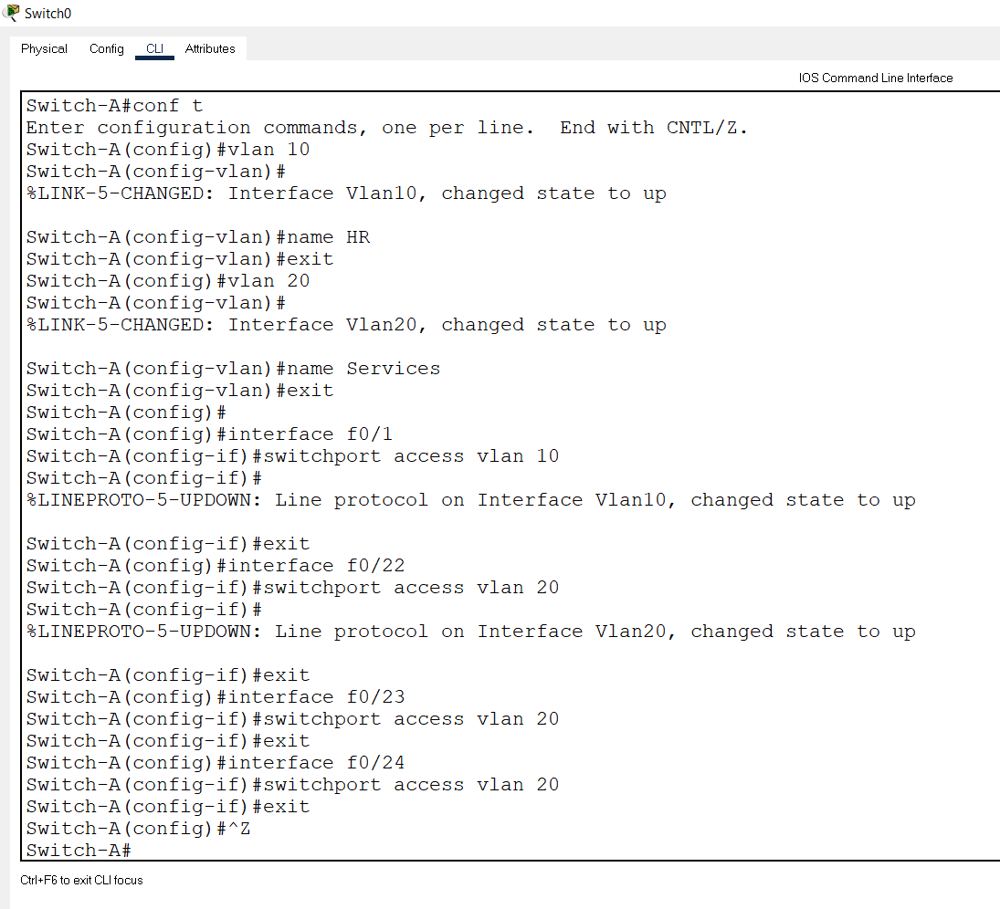 Switch0
Physical Config CLI Attributes
IOS Command Line Interface
Switch-A#conf t
Enter configuration commands, one per line.  End with CNTL/Z.
Switch-A(config)#vlan 10
Switch-A(config-vlan)#
%LINK-5-CHANGED: Interface Vlan10, changed state to up
Switch-A(config-vlan)#name HR
Switch-A(config-vlan)#exit
Switch-A(config)#vlan 20
Switch-A(config-vlan)#
%LINK-5-CHANGED: Interface Vlan20, changed state to up
Switch-A(config-vlan)#name Services
Switch-A(config-vlan)#exit
Switch-A(config)#
Switch-A(config)#interface f0/1
Switch-A(config-if)#switchport access vlan 10
Switch-A(config-if)#
%LINEPROTO-5-UPDOWN: Line protocol on Interface Vlan10, changed state to up
Switch-A(config-if)#exit
Switch-A(config)#interface f0/22
Switch-A(config-if)#switchport access vlan 20
Switch-A(config-if)#
%LINEPROTO-5-UPDOWN: Line protocol on Interface Vlan20, changed state to up
Switch-A(config-if)#exit
Switch-A(config)#interface f0/23
Switch-A(config-if)#switchport access vlan 20
Switch-A(config-if)#exit
Switch-A(config)#interface f0/24
Switch-A(config-if)#switchport access vlan 20
Switch-A(config-if)#exit
Switch-A(config)#^Z
Switch-A#
Ctrl+F6 to exit CLI focus